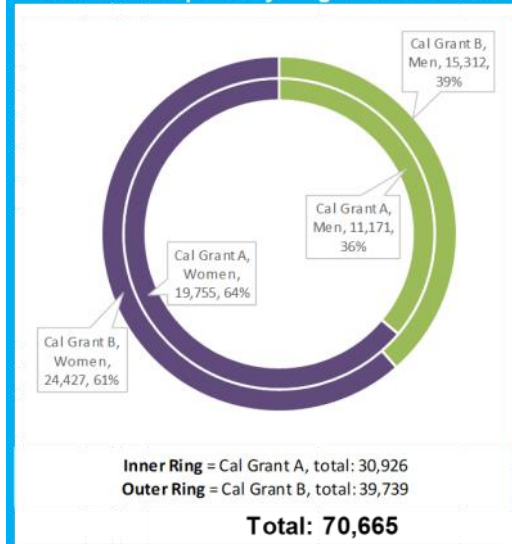 Cal Grant B,
Men, 15,312,
39%
Cal Grant A,
Men, 11,171,
36%
Cal Grant A,
Women,
19,755, 64%
Cal Grant B,
Women,
24,427, 61%
Inner Ring = Cal Grant A, total: 30,926
Outer Ring = Cal Grant B, total: 39,739
Total: 70,665